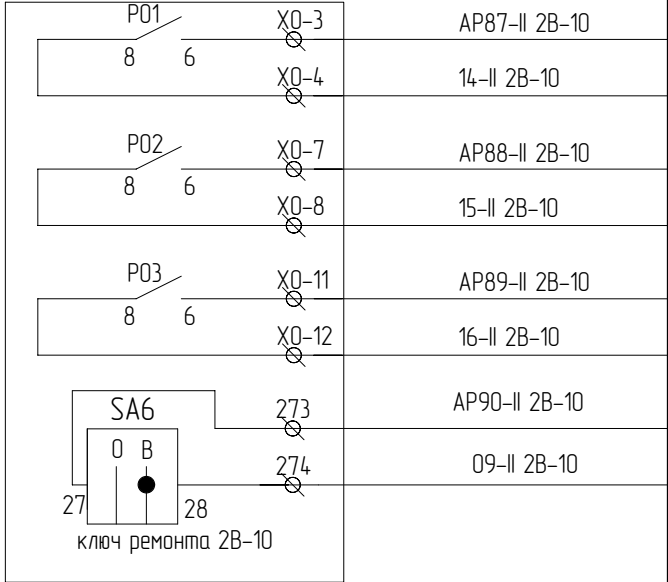 P01 X0-3 AP87-II 2B-10
8 6
X0-4 14-II 2B-10
P02 X0-7 AP88-II 2B-10
8 6
X0-8 15-II 2B-10
P03 X0-11 AP89-II 2B-10
8 6
X0-12 16-II 2B-10
SA6 273 AP90-II 2B-10
0 B 274 09-II 2B-10
27 28
ключ ремонта 2В-10